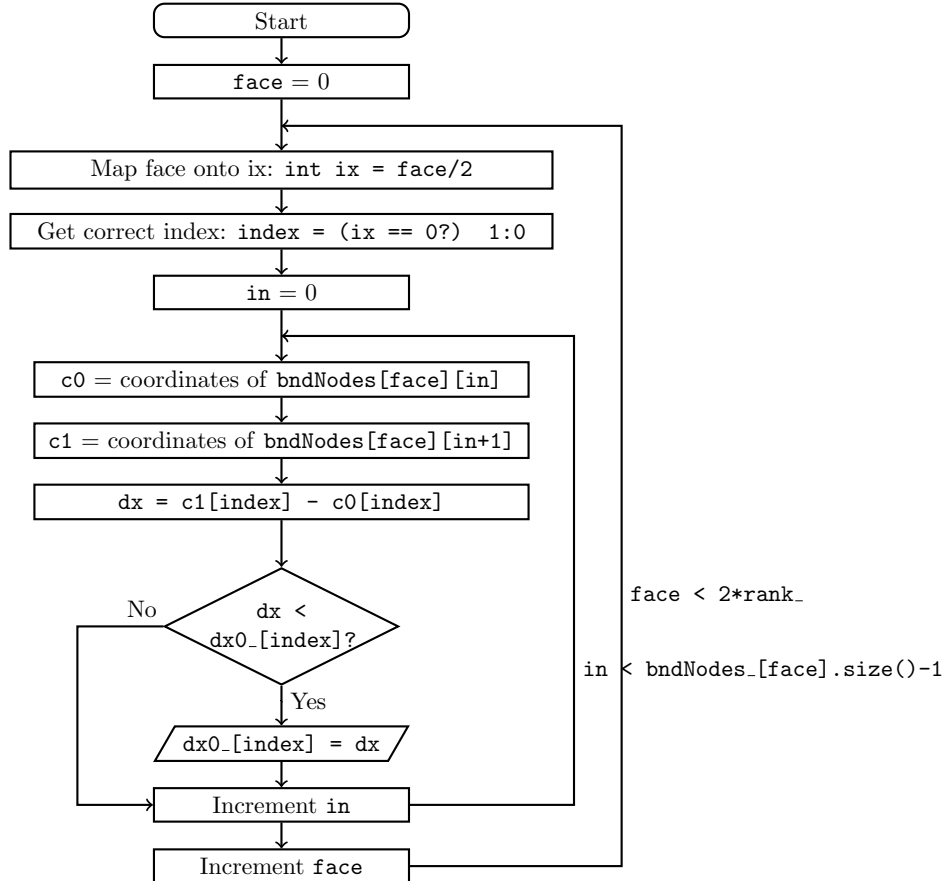 Start
face = 0
Map face onto ix: int ix = face/2
Get correct index: index = (ix == 0?) 1:0
in = 0
c0 = coordinates of bndNodes[face][in]
c1 = coordinates of bndNodes[face][in+1]
dx = c1[index] - c0[index]
face < 2*rank_
No
dx <
dx0_[index]?
in < bndNodes_[face].size()-1
Yes
dx0_[index] = dx
Increment in
Increment face